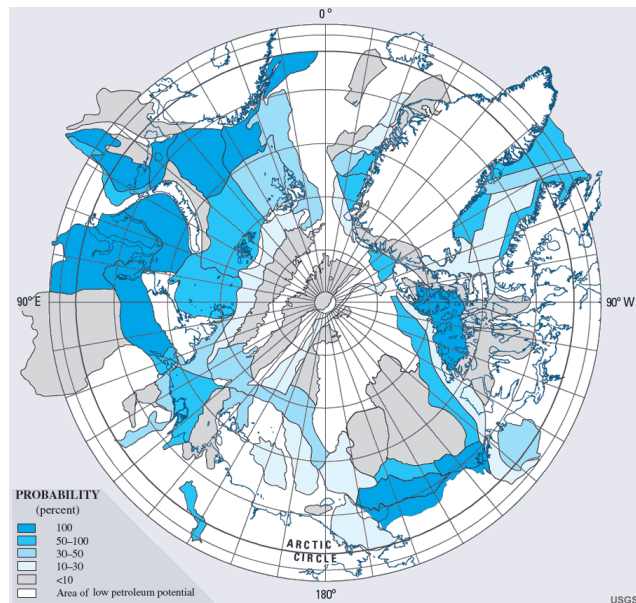 0°
90° E
90° W
PROBABILITY
(percent)
100
50–100
30–50
10–30
<10
Area of low petroleum potential
ARCTIC
CIRCLE
180°
USGS